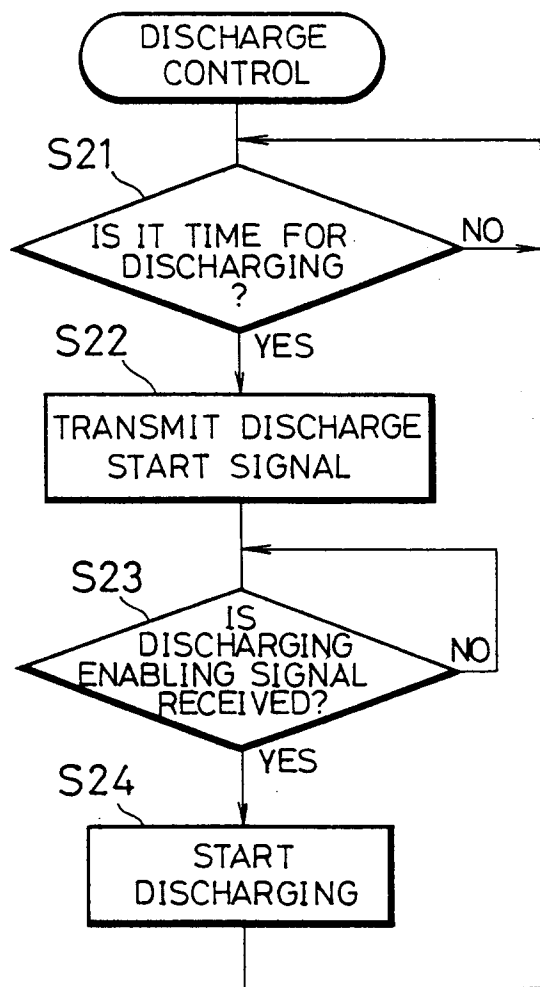 DISCHARGE
CONTROL
S21
IS IT TIME FOR
DISCHARGING
?
NO
YES
S22
TRANSMIT DISCHARGE
START SIGNAL
S23
IS
DISCHARGING
ENABLING SIGNAL
RECEIVED?
NO
YES
S24
START
DISCHARGING